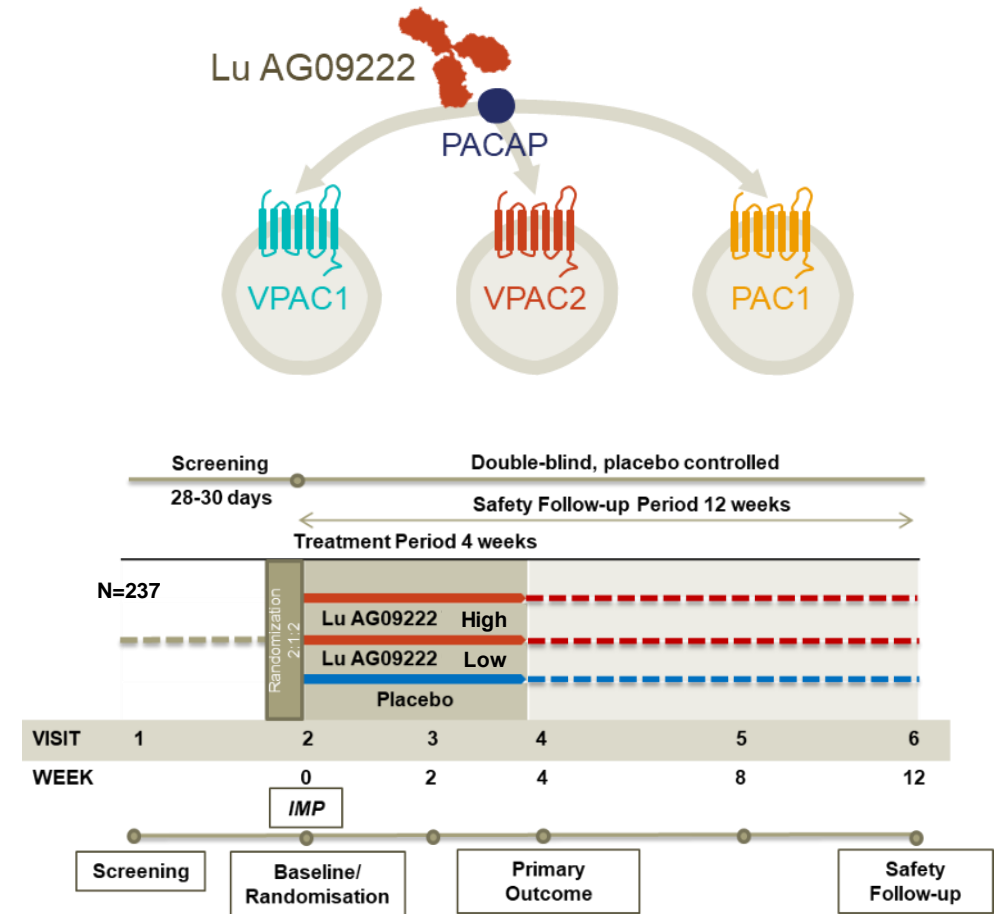 Lu AG09222
PACAP
VPAC1
VPAC2
PAC1
Screening
Double-blind, placebo controlled
28-30 days
Safety Follow-up Period 12 weeks
Treatment Period 4 weeks
N=237
Randomization
2:1:2
Lu AG09222 High
Lu AG09222 Low
Placebo
VISIT 1 2 3 4 5 6
WEEK 0 2 4 8 12
IMP
Screening
Baseline/
Randomisation
Primary
Outcome
Safety
Follow-up